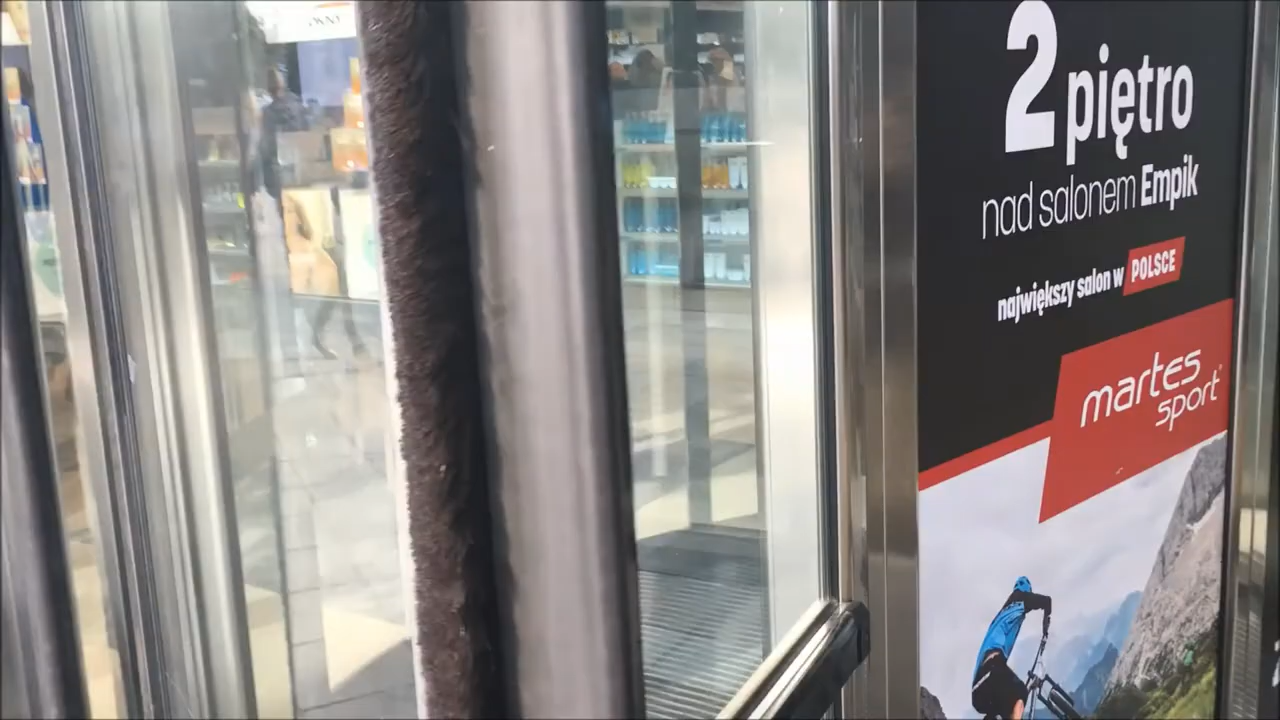 2 piętro
nad salonem Empik
największy salon w POLSCE
martes
sport